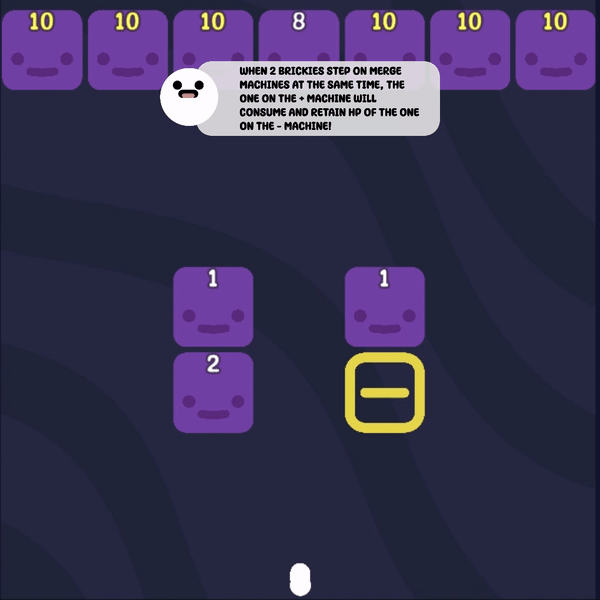 10 10 10 8 10 10 10
WHEN 2 BRICKIES STEP ON MERGE
MACHINES AT THE SAME TIME, THE
ONE ON THE + MACHINE WILL
CONSUME AND RETAIN HP OF THE ONE
ON THE - MACHINE!
1 1
2